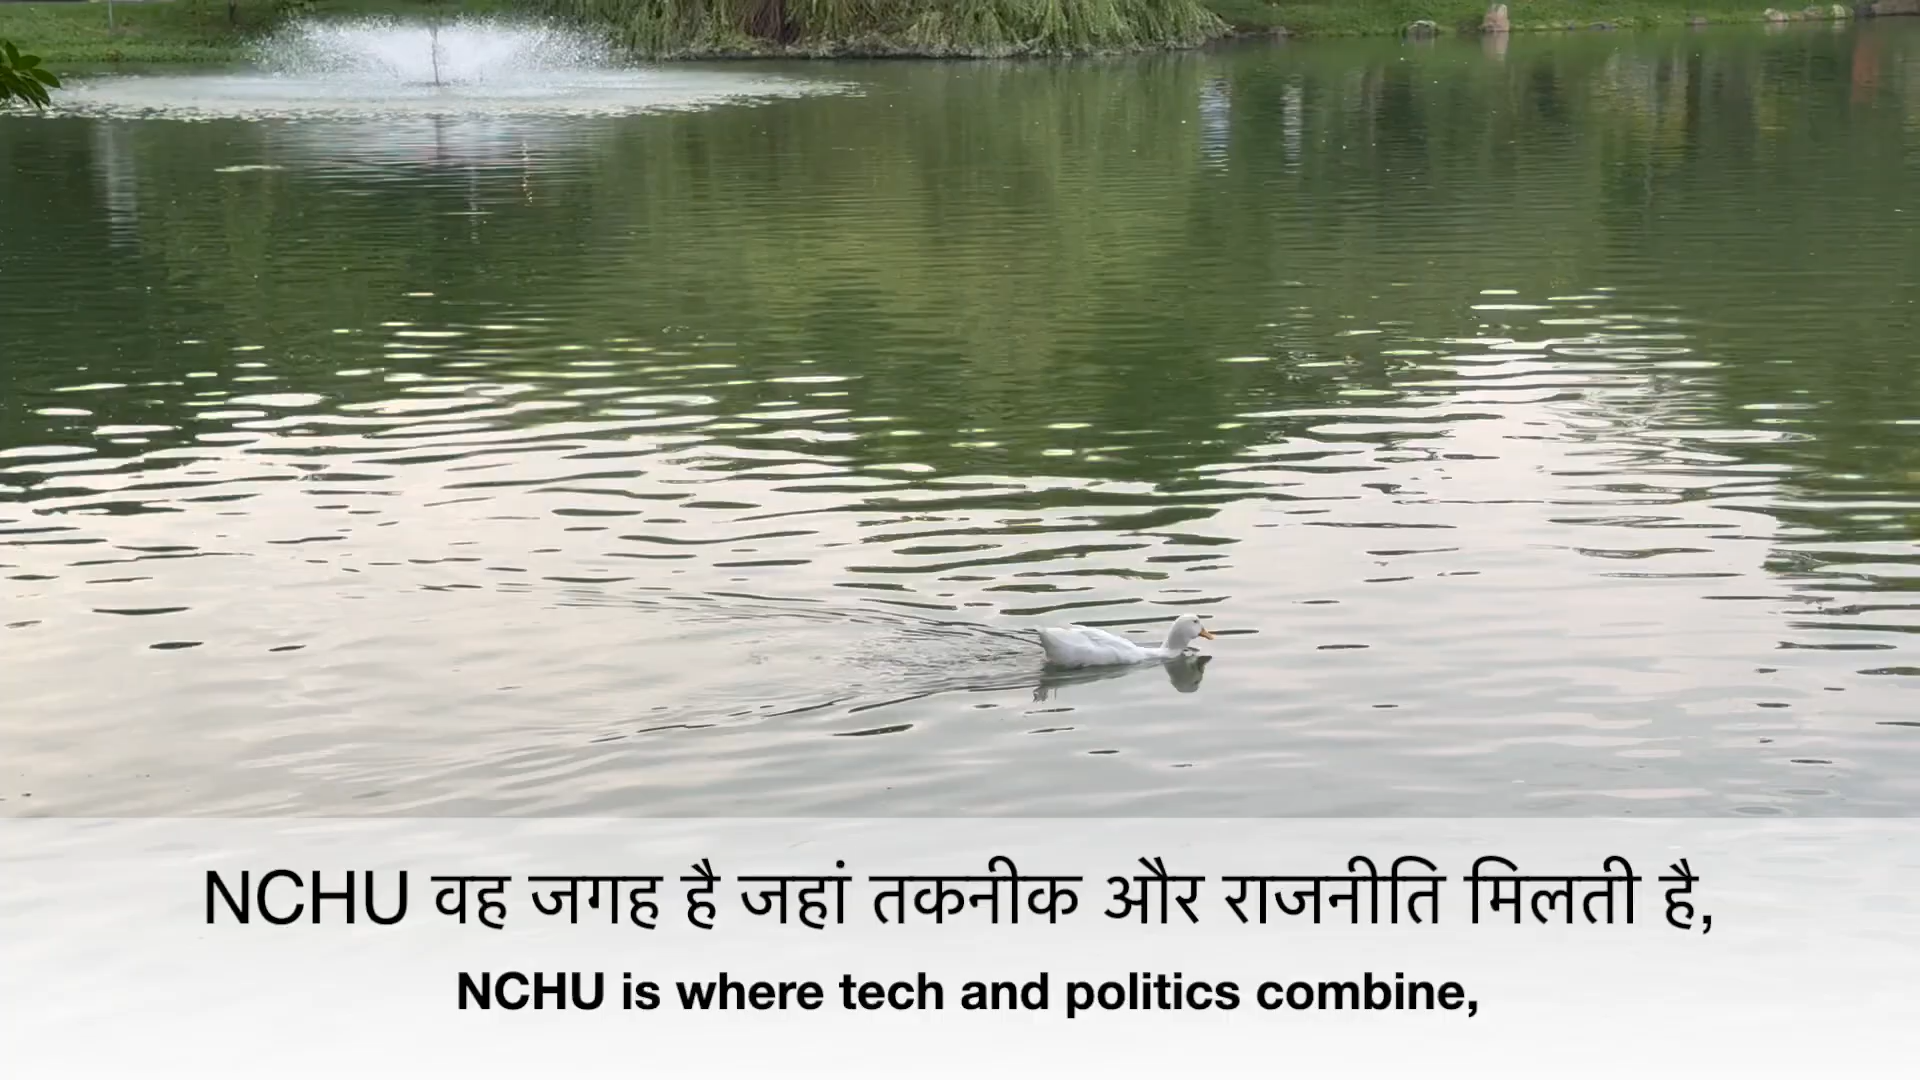 NCHU वह जगह है जहां तकनीक और राजनीति मिलती है,
NCHU is where tech and politics combine,